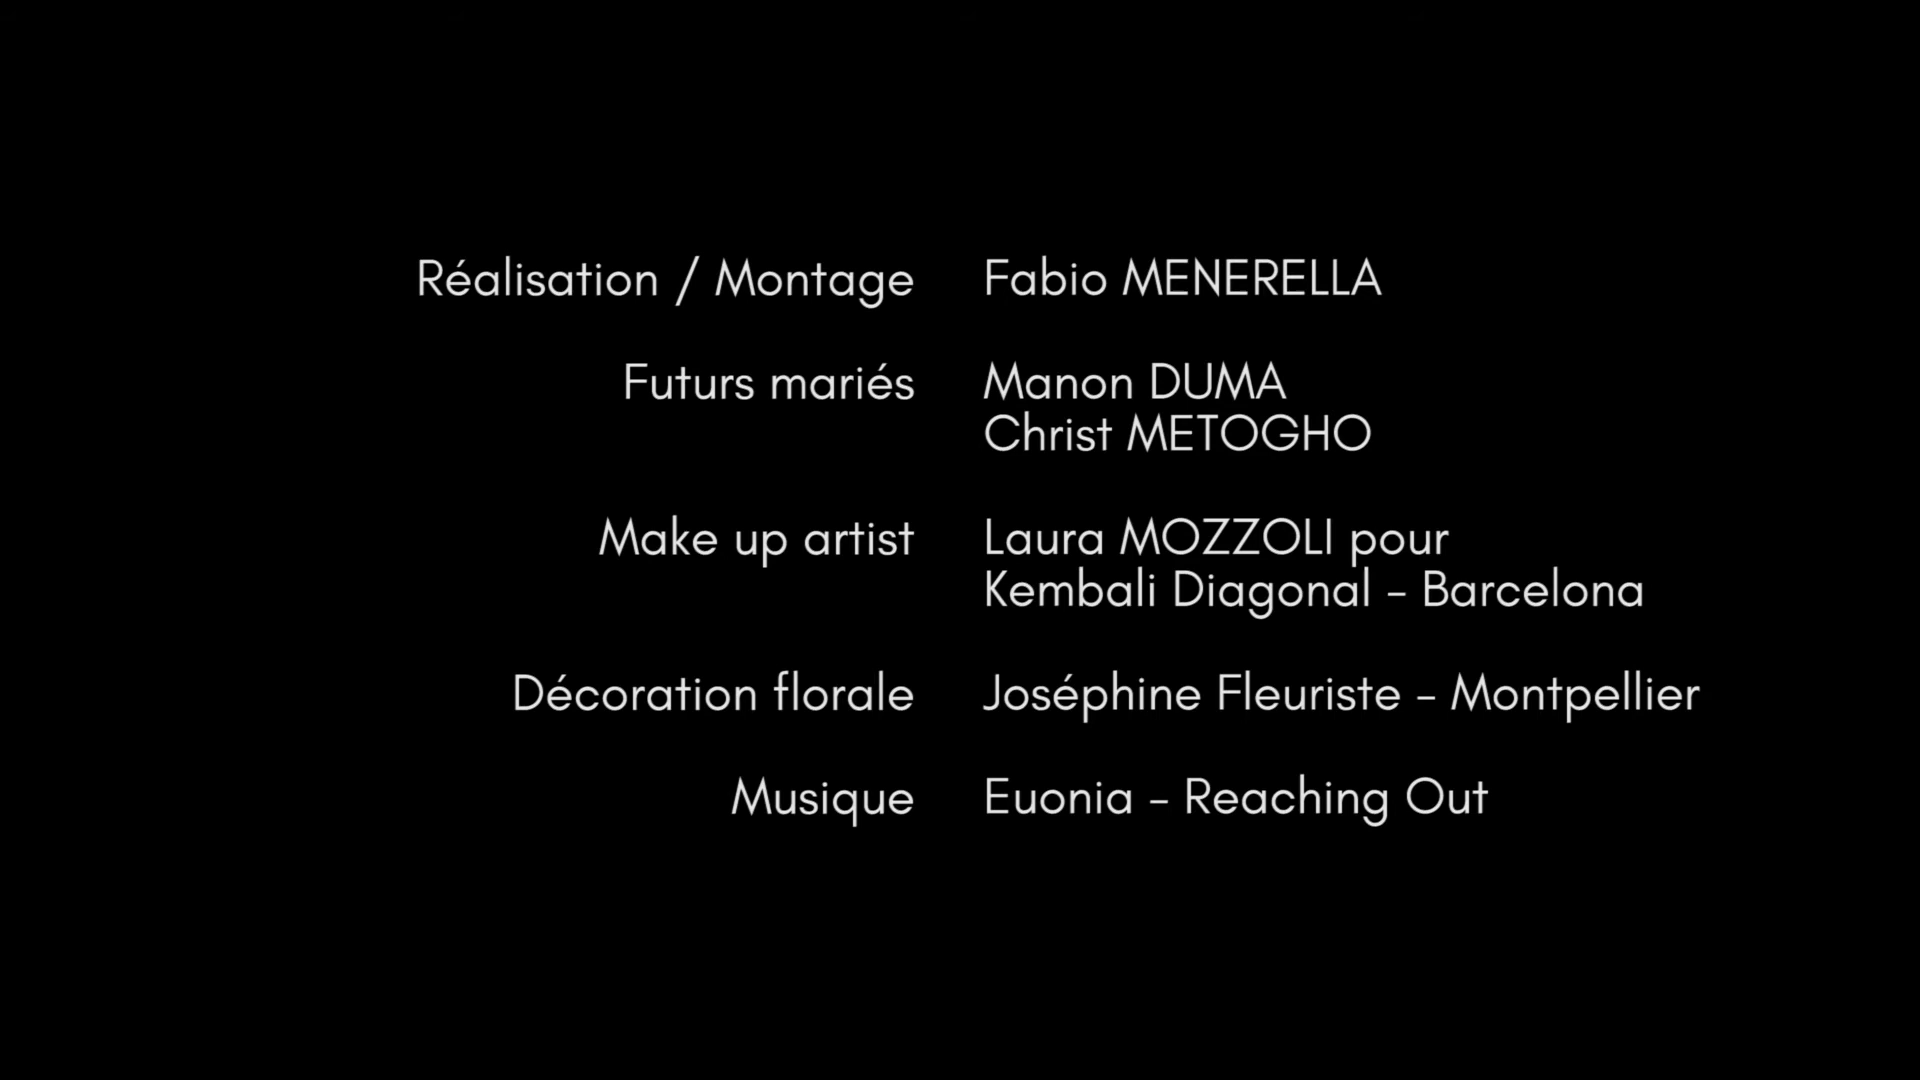 Réalisation / Montage Fabio MENERELLA
Futurs mariés Manon DUMA
Christ METOGHO
Make up artist Laura MOZZOLI pour
Kembali Diagonal - Barcelona
Décoration florale Joséphine Fleuriste - Montpellier
Musique Euonia - Reaching Out